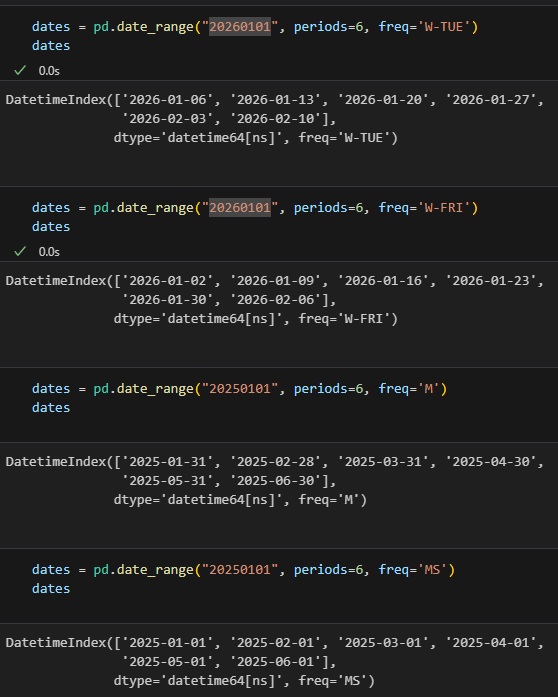 dates = pd.date_range("20260101", periods=6, freq='W-TUE')
dates
0.0s
DatetimeIndex(['2026-01-06', '2026-01-13', '2026-01-20', '2026-01-27',
'2026-02-03', '2026-02-10'],
dtype='datetime64[ns]', freq='W-TUE')
dates = pd.date_range("20260101", periods=6, freq='W-FRI')
dates
0.0s
DatetimeIndex(['2026-01-02', '2026-01-09', '2026-01-16', '2026-01-23',
'2026-01-30', '2026-02-06'],
dtype='datetime64[ns]', freq='W-FRI')
dates = pd.date_range("20250101", periods=6, freq='M')
dates
DatetimeIndex(['2025-01-31', '2025-02-28', '2025-03-31', '2025-04-30',
'2025-05-31', '2025-06-30'],
dtype='datetime64[ns]', freq='M')
dates = pd.date_range("20250101", periods=6, freq='MS')
dates
DatetimeIndex(['2025-01-01', '2025-02-01', '2025-03-01', '2025-04-01',
'2025-05-01', '2025-06-01'],
dtype='datetime64[ns]', freq='MS')